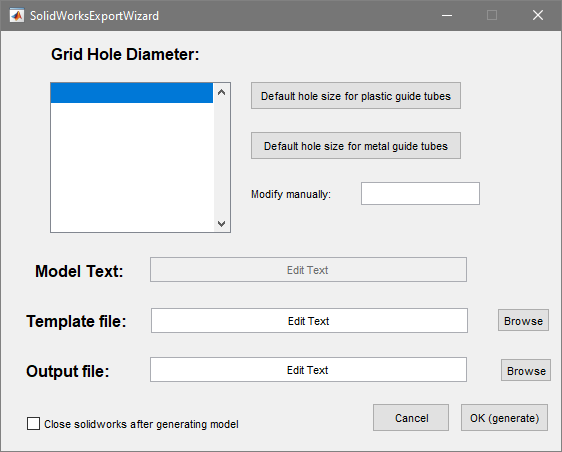 SolidWorksExportWizard
Grid Hole Diameter:
Default hole size for plastic guide tubes
Default hole size for metal guide tubes
Modify manually:
Model Text:
Edit Text
Template file:
Edit Text
Browse
Output file:
Edit Text
Browse
Close solidworks after generating model
Cancel
OK (generate)